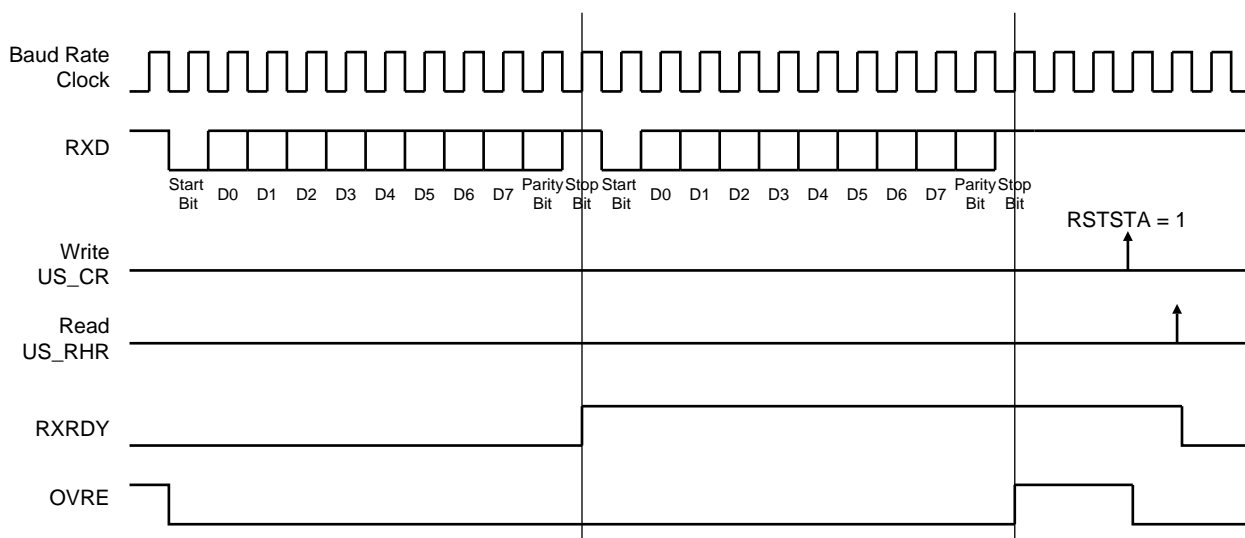 Baud Rate
Clock
RXD
Start
Bit
D0
D1
D2
D3
D4
D5
D6
D7
Parity
Bit
Stop
Bit
Start
Bit
D0
D1
D2
D3
D4
D5
D6
D7
Parity
Bit
Stop
Bit
RSTSTA = 1
Write
US_CR
Read
US_RHR
RXRDY
OVRE